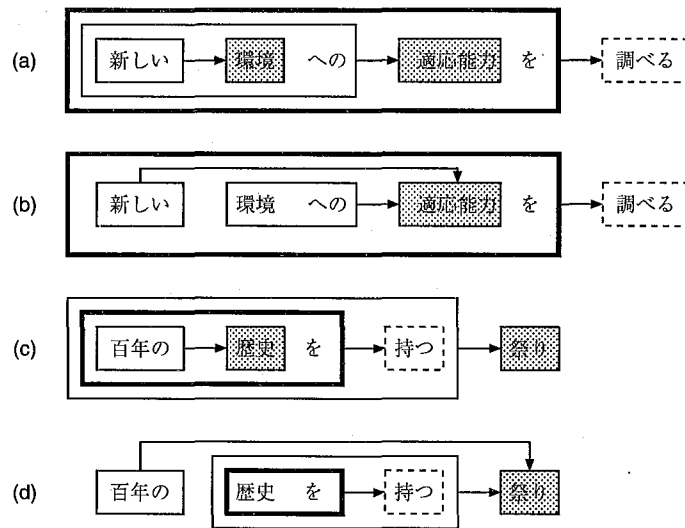 (a) 新しい 環境 への 適応能力 を 調べる
(b) 新しい 環境 への 適応能力 を 調べる
(c) 百年の 歴史 を 持つ 祭り
(d) 百年の 歴史 を 持つ 祭り